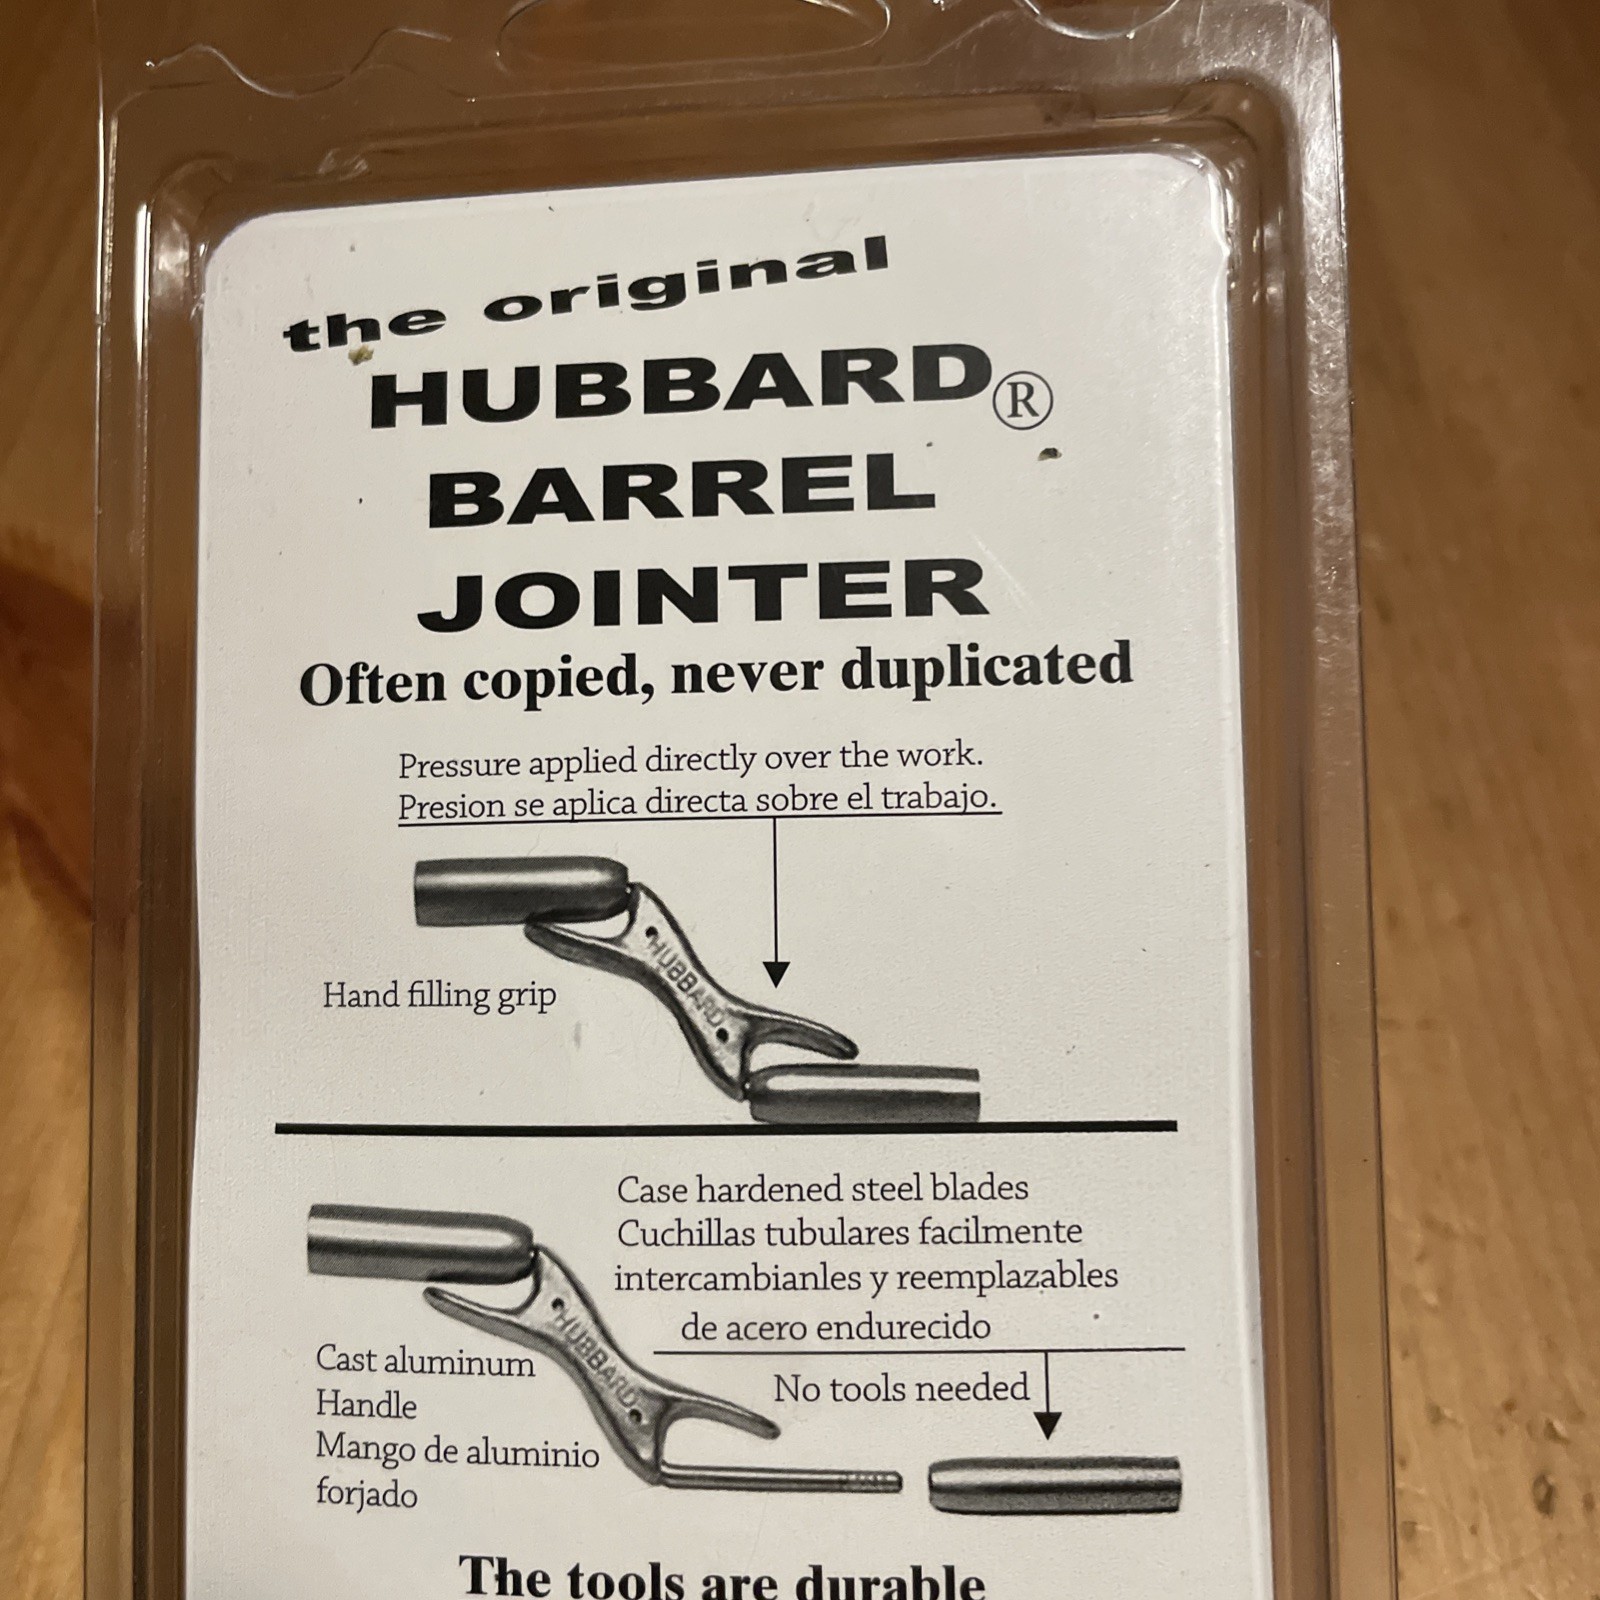 the original
HUBBARD®
BARREL
JOINTER
Often copied, never duplicated
Pressure applied directly over the work.
Presion se aplica directa sobre el trabajo.
HUBBARD
Hand filling grip
Case hardened steel blades
Cuchillas tubulares facilmente
intercambianles y reemplazables
de acero endurecido
HUBBARD
Cast aluminum
Handle
Mango de aluminio
forjado
No tools needed
The tools are durable